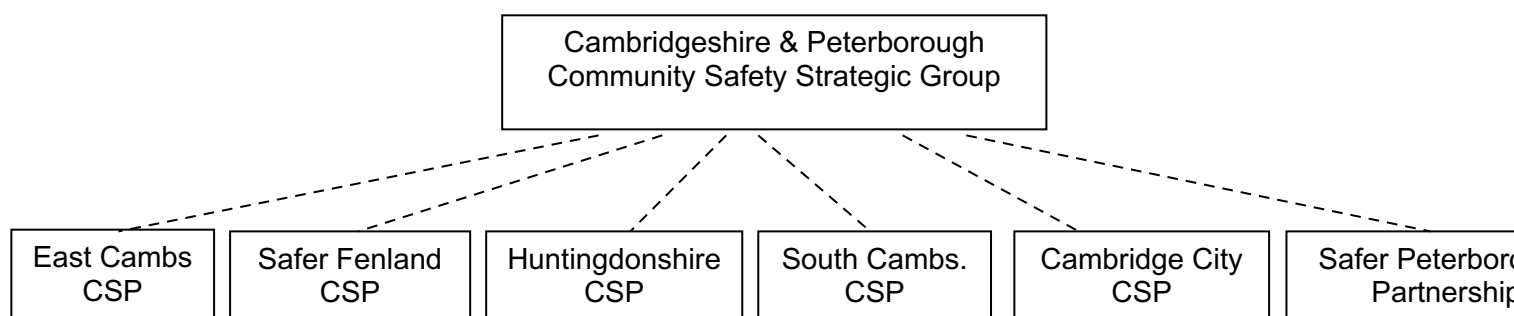 Cambridgeshire & Peterborough
Community Safety Strategic Group
East Cambs
CSP
Safer Fenland
CSP
Huntingdonshire
CSP
South Cambs.
CSP
Cambridge City
CSP
Safer
Partnership